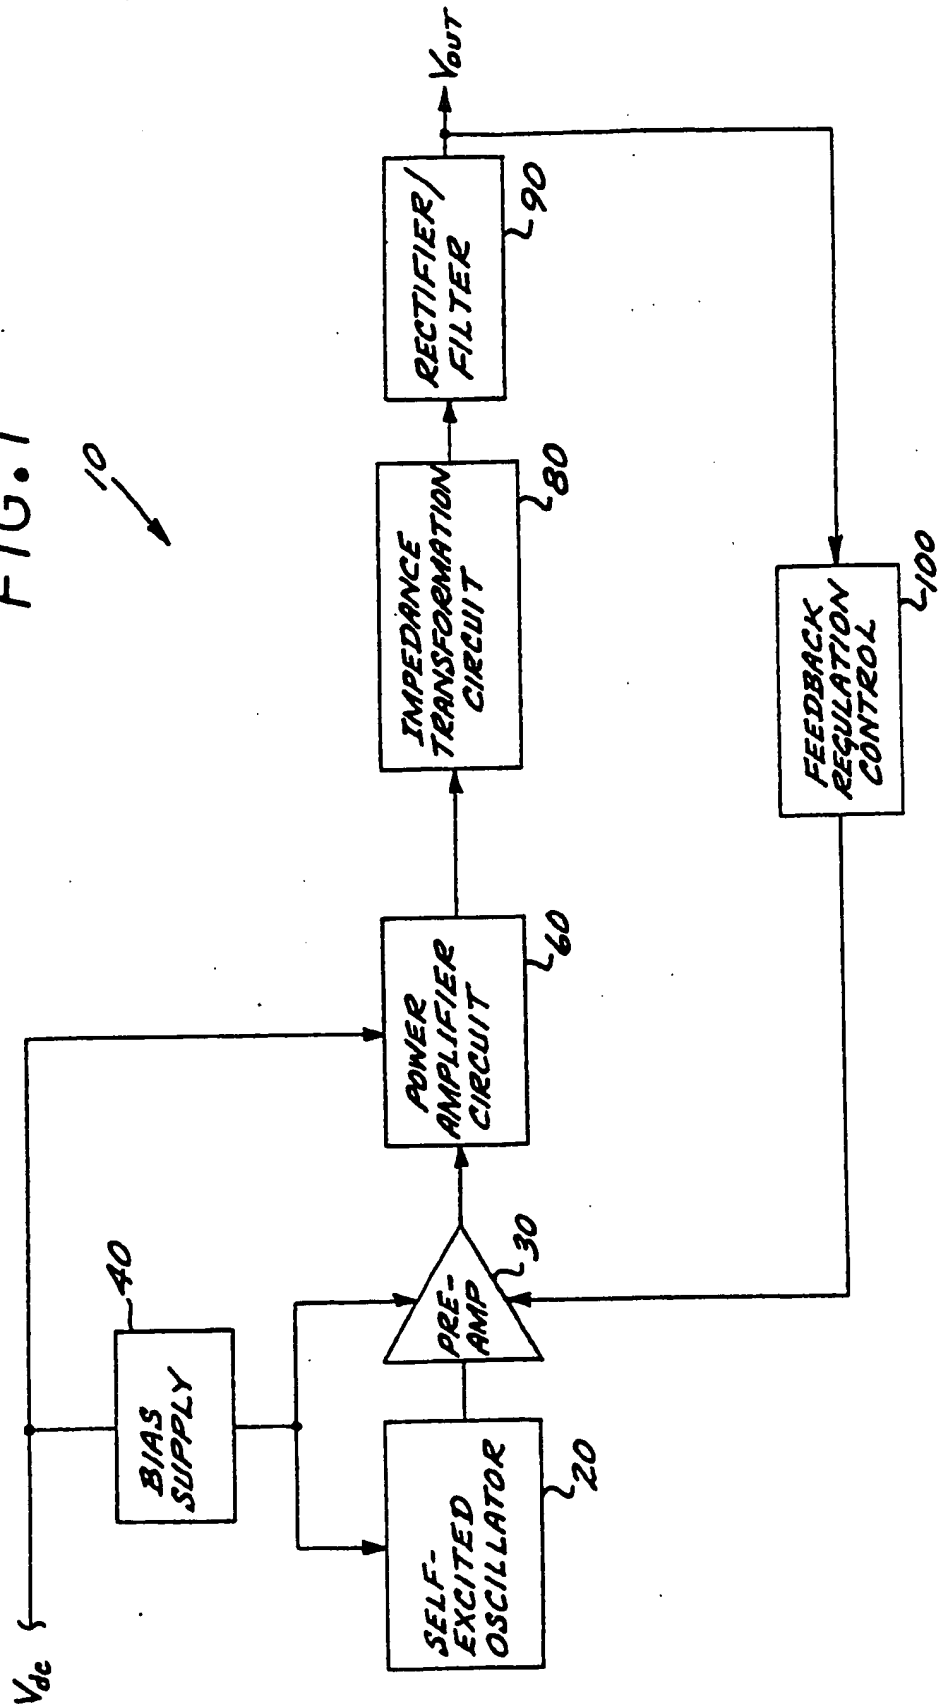 FIG. 1
10
Vdc
40
BIAS
SUPPLY
SELF-
EXCITED
OSCILLATOR
20
PRE-
AMP
30
POWER
AMPLIFIER
CIRCUIT
60
IMPEDANCE
TRANSFORMATION
CIRCUIT
80
RECTIFIER/
FILTER
90
VOUT
FEEDBACK
REGULATION
CONTROL
100